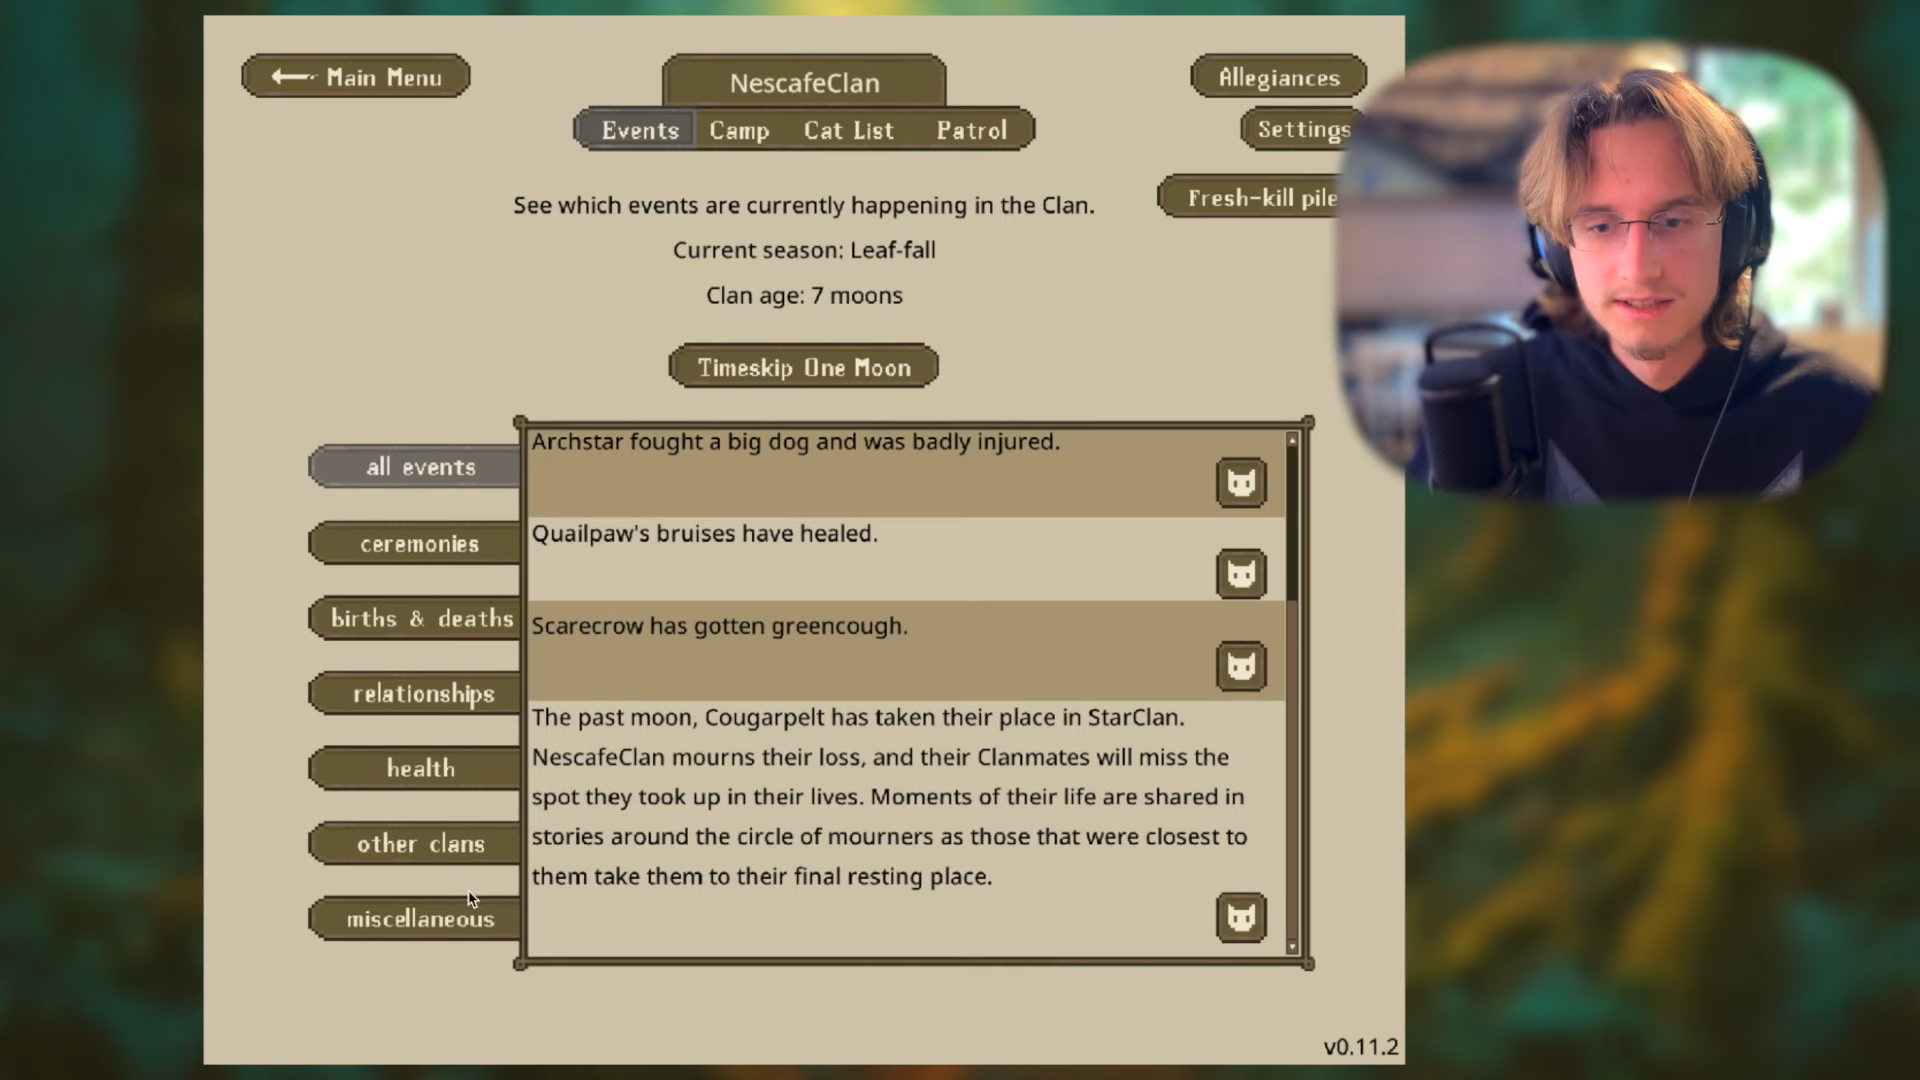 Main Menu
NescafeClan
Allegiances
Events Camp Cat List Patrol
Settings
Fresh-kill pile
See which events are currently happening in the Clan.
Current season: Leaf-fall
Clan age: 7 moons
Timeskip One Moon
all events
ceremonies
births & deaths
relationships
health
other clans
miscellaneous
Archstar fought a big dog and was badly injured.
Quailpaw's bruises have healed.
Scarecrow has gotten greencough.
The past moon, Cougarpelt has taken their place in StarClan.
NescafeClan mourns their loss, and their Clanmates will miss the
spot they took up in their lives. Moments of their life are shared in
stories around the circle of mourners as those that were closest to
them take them to their final resting place.
v0.11.2